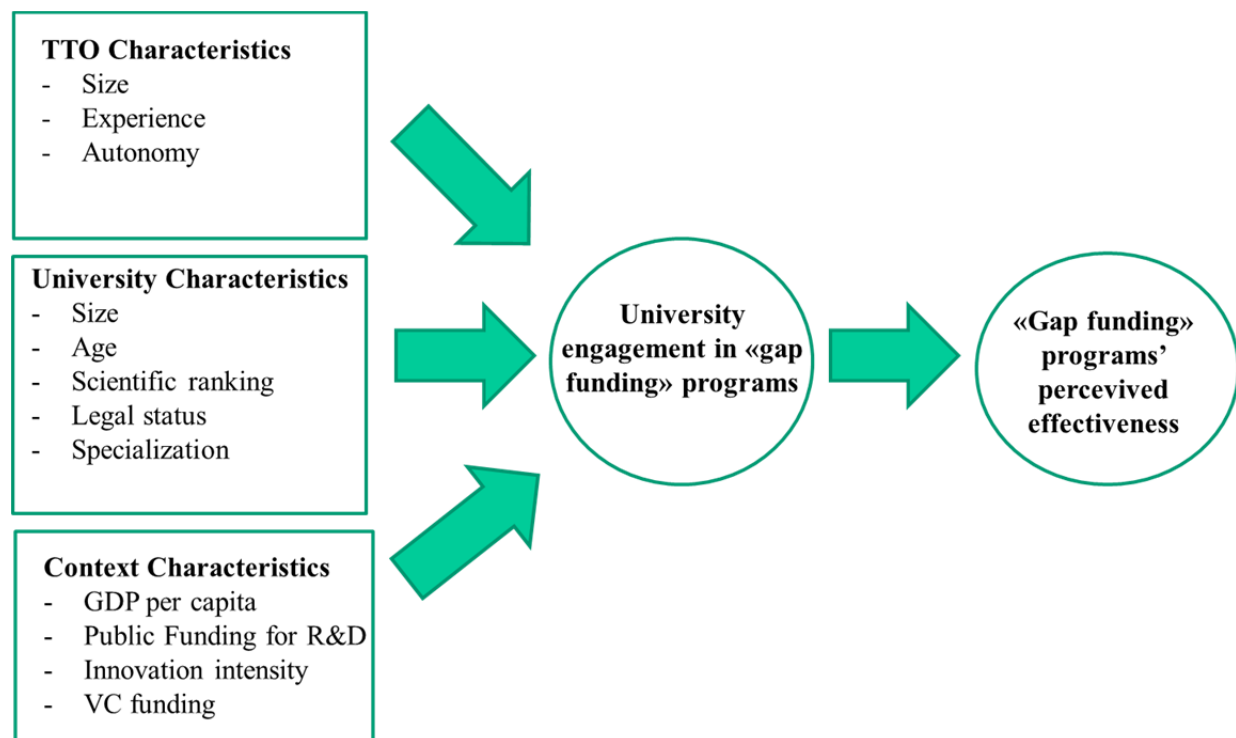 TTO Characteristics
- Size
- Experience
- Autonomy
University Characteristics
- Size
- Age
- Scientific ranking
- Legal status
- Specialization
Context Characteristics
- GDP per capita
- Public Funding for R&D
- Innovation intensity
- VC funding
University
engagement in «gap
funding» programs
«Gap funding»
programs’
percevived
effectiveness